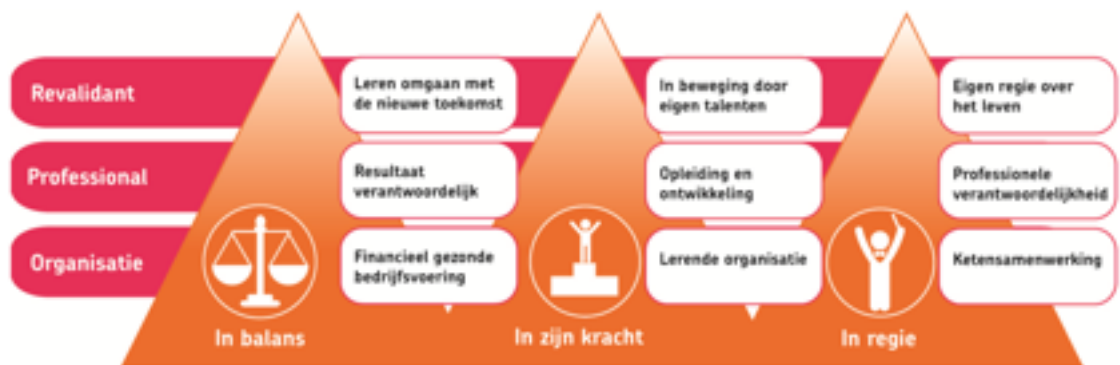 Revalidant
Leren omgaan met
de nieuwe toekomst
In beweging door
eigen talenten
Eigen regie over
het leven
Professional
Resultaat
verantwoordelijk
Opleiding en
ontwikkeling
Professionele
verantwoordelijkheid
Organisatie
Financieel gezonde
bedrijfsvoering
Lerende organisatie
Ketensamenwerking
In balans
In zijn kracht
In regie